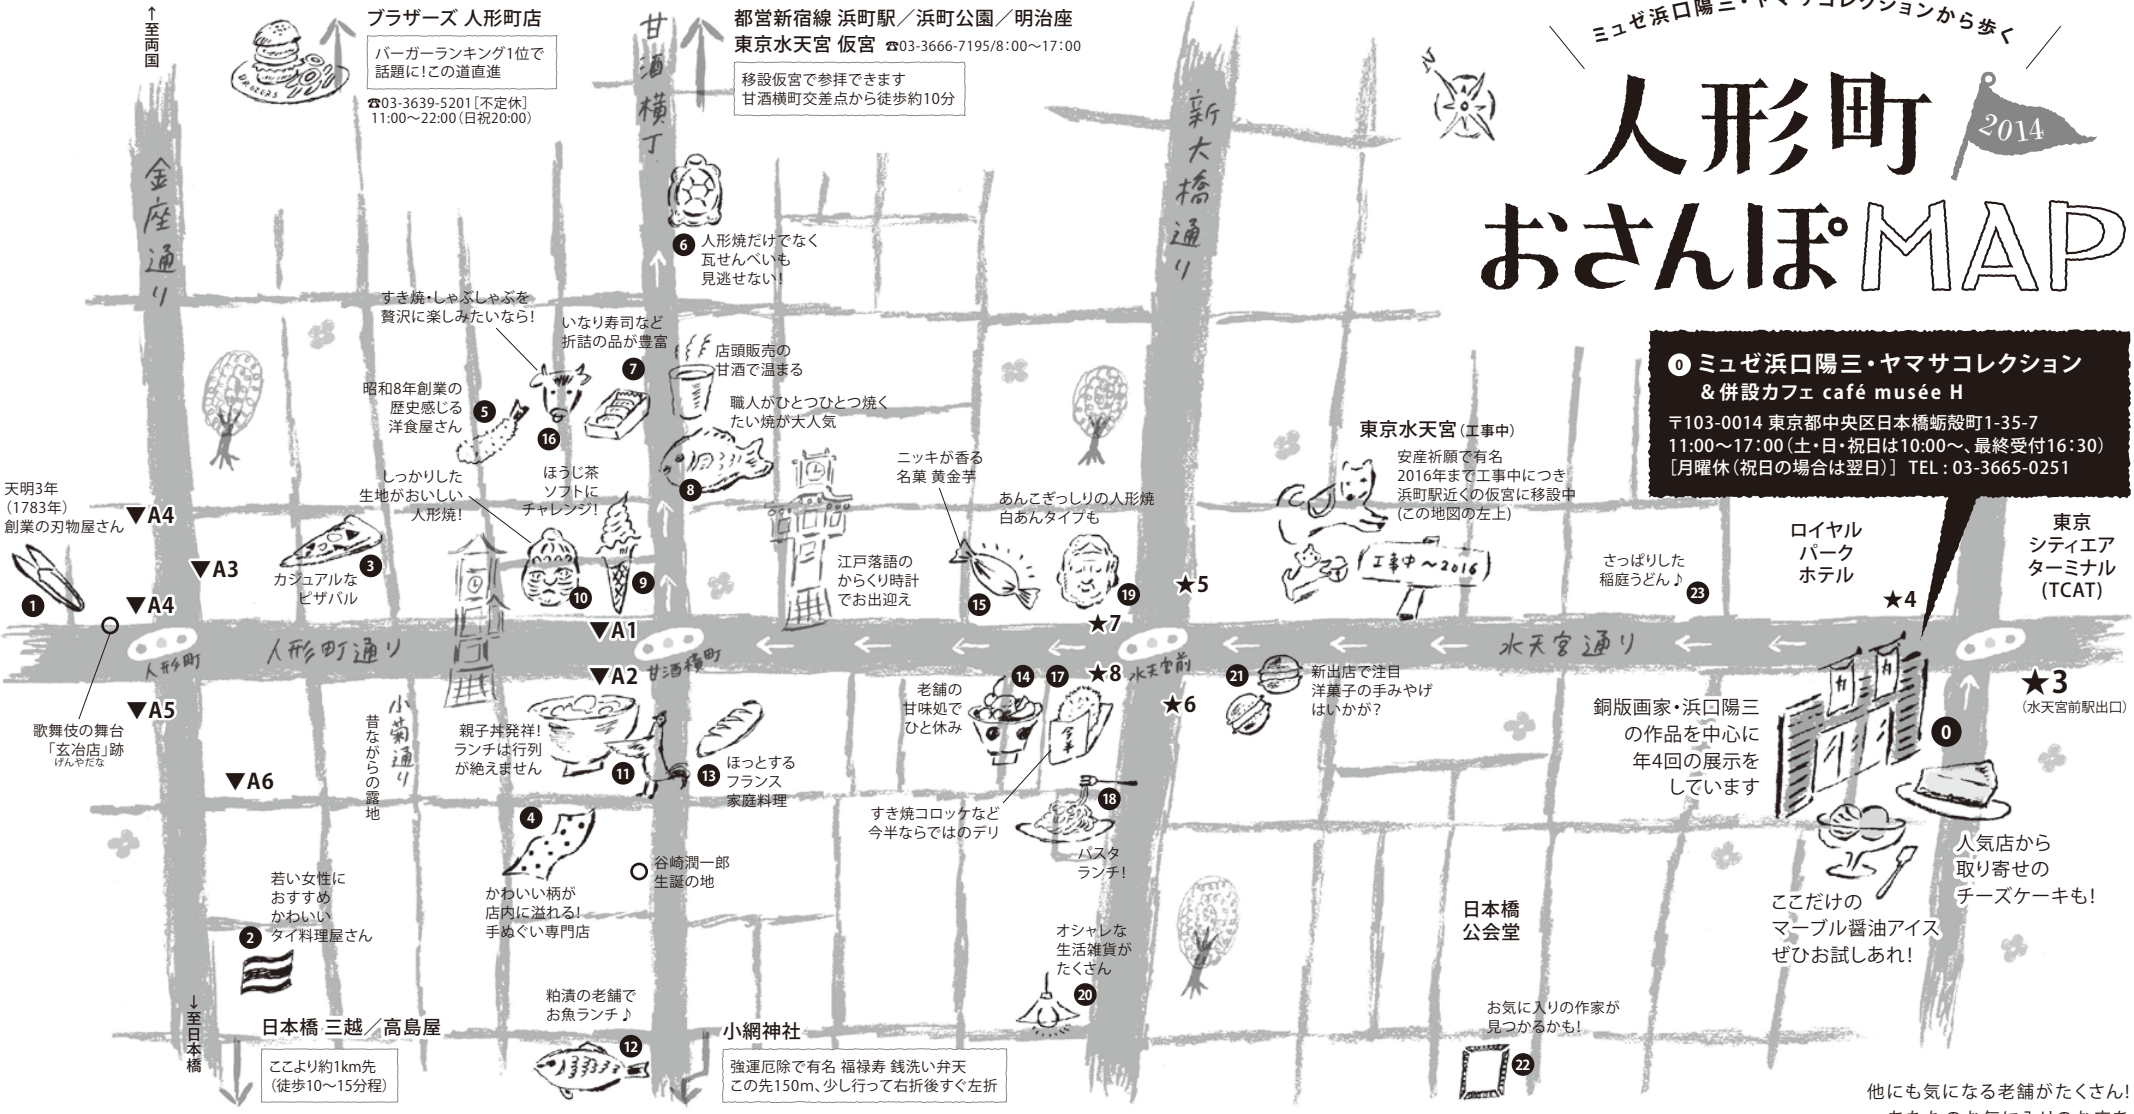 ミュゼ浜口陽三・ヤマサコレクションから歩く
人形町
2014
おさんぽMAP
↑至両国
ブラザーズ 人形町店
バーガーランキング1位で
話題に!この道直進
☎03-3639-5201[不定休]
11:00〜22:00(日祝20:00)
BROZERS
甘酒横丁
都営新宿線 浜町駅／浜町公園／明治座
東京水天宮 仮宮 ☎03-3666-7195/8:00〜17:00
移設仮宮で参拝できます
甘酒横町交差点から徒歩約10分
新大橋通り
N
金座通り
6 人形焼だけでなく
瓦せんべいも
見逃せない!
すき焼・しゃぶしゃぶを
贅沢に楽しみたいなら!
16
いなり寿司など
折詰の品が豊富
7
店頭販売の
甘酒で温まる
昭和8年創業の
歴史感じる
洋食屋さん
5
職人がひとつひとつ焼く
たい焼が大人気
8
0 ミュゼ浜口陽三・ヤマサコレクション
&併設カフェ café musée H
〒103-0014 東京都中央区日本橋蛎殻町1-35-7
11:00〜17:00(土・日・祝日は10:00〜、最終受付16:30)
[月曜休(祝日の場合は翌日)] TEL : 03-3665-0251
東京水天宮(工事中)
安産祈願で有名
2016年まで工事中につき
浜町駅近くの仮宮に移設中
(この地図の左上)
工事中〜2016
天明3年
(1783年)
創業の刃物屋さん
1
▼A4
▼A3
▼A4
カジュアルな
ピザバル
3
しっかりした
生地がおいしい
人形焼!
10
ほうじ茶
ソフトに
チャレンジ!
9
江戸落語の
からくり時計
でお出迎え
ニッキが香る
名菓 黄金芋
15
あんこぎっしりの人形焼
白あんタイプも
19
★5
★7
さっぱりした
稲庭うどん♪
23
ロイヤル
パーク
ホテル
★4
東京
シティエア
ターミナル
(TCAT)
▼A1
人形町
人形町通り
甘酒横町
水天宮前
水天宮通り
▼A2
▼A5
▼A6
歌舞伎の舞台
「玄冶店」跡
げんやだな
小菊通り
昔ながらの露地
親子丼発祥!
ランチは行列
が絶えません
11
13 ほっとする
フランス
家庭料理
老舗の
甘味処で
ひと休み
14
17
★8
★6
今半
すき焼コロッケなど
今半ならではのデリ
18
パスタ
ランチ!
21 新出店で注目
洋菓子の手みやげ
はいかが?
銅版画家・浜口陽三
の作品を中心に
年4回の展示を
しています
カ
カ
0
★3
(水天宮前駅出口)
人気店から
取り寄せの
チーズケーキも!
ここだけの
マーブル醤油アイス
ぜひお試しあれ!
4
かわいい柄が
店内に溢れる!
手ぬぐい専門店
谷崎潤一郎
生誕の地
若い女性に
おすすめ
かわいい
タイ料理屋さん
2
オシャレな
生活雑貨が
たくさん
20
日本橋
公会堂
お気に入りの作家が
見つかるかも!
22
↓至日本橋
日本橋 三越／高島屋
ここより約1km先
(徒歩10〜15分程)
粕漬の老舗で
お魚ランチ♪
12
小網神社
強運厄除で有名 福禄寿 銭洗い弁天
この先150m、少し行って右折後すぐ左折
他にも気になる老舗がたくさん!